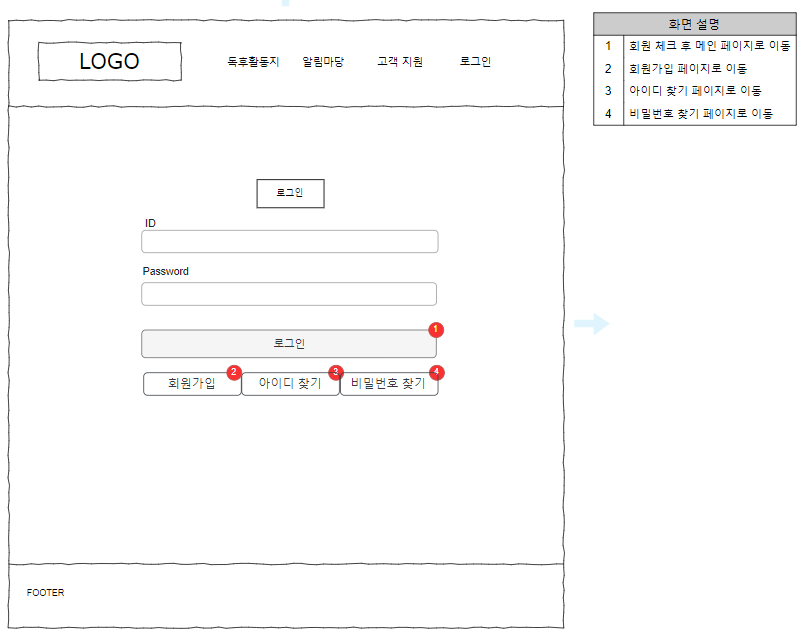 LOGO
독후활동지 알림마당 고객 지원 로그인
로그인
ID
Password
로그인 1
회원가입 2 아이디 찾기 3 비밀번호 찾기 4
FOOTER
화면 설명
1 회원 체크 후 메인 페이지로 이동
2 회원가입 페이지로 이동
3 아이디 찾기 페이지로 이동
4 비밀번호 찾기 페이지로 이동